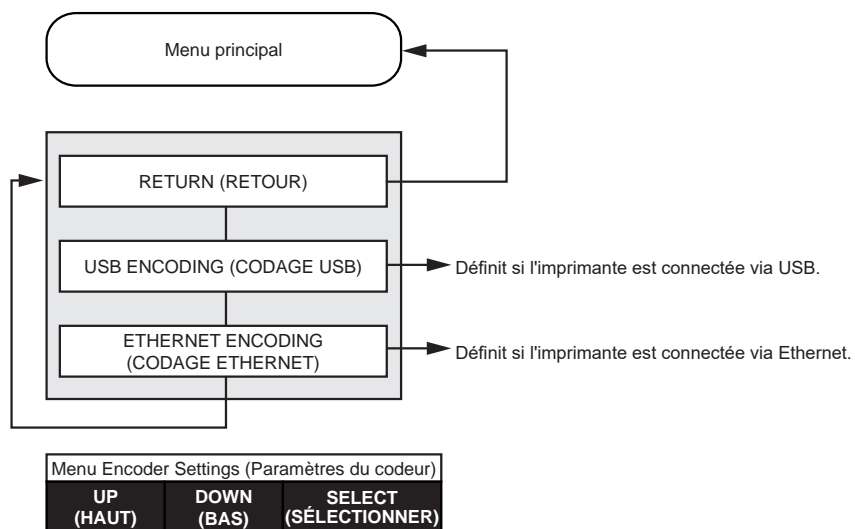 Menu principal
RETURN (RETOUR)
USB ENCODING (CODAGE USB)
Définit si l'imprimante est connectée via USB.
ETHERNET ENCODING
(CODAGE ETHERNET)
Définit si l'imprimante est connectée via Ethernet.
Menu Encoder Settings (Paramètres du codeur)
UP DOWN SELECT
(HAUT) (BAS) (SÉLECTIONNER)